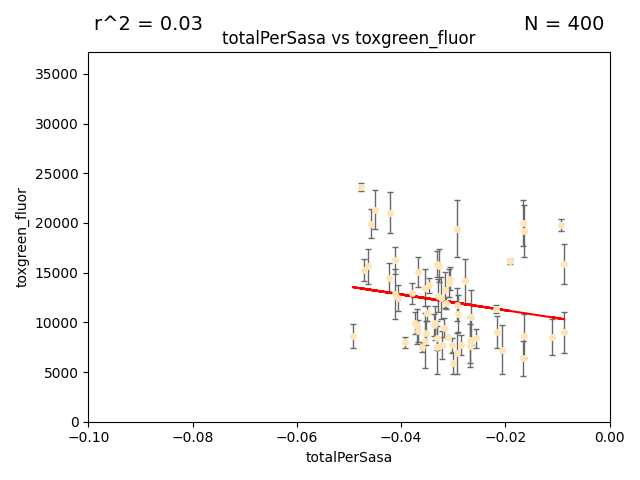 r^2 = 0.03
N = 400
totalPerSasa vs toxgreen_fluor
35000
30000
25000
20000
15000
10000
5000
0
toxgreen_fluor
−0.10
−0.08
−0.06
−0.04
−0.02
0.00
totalPerSasa